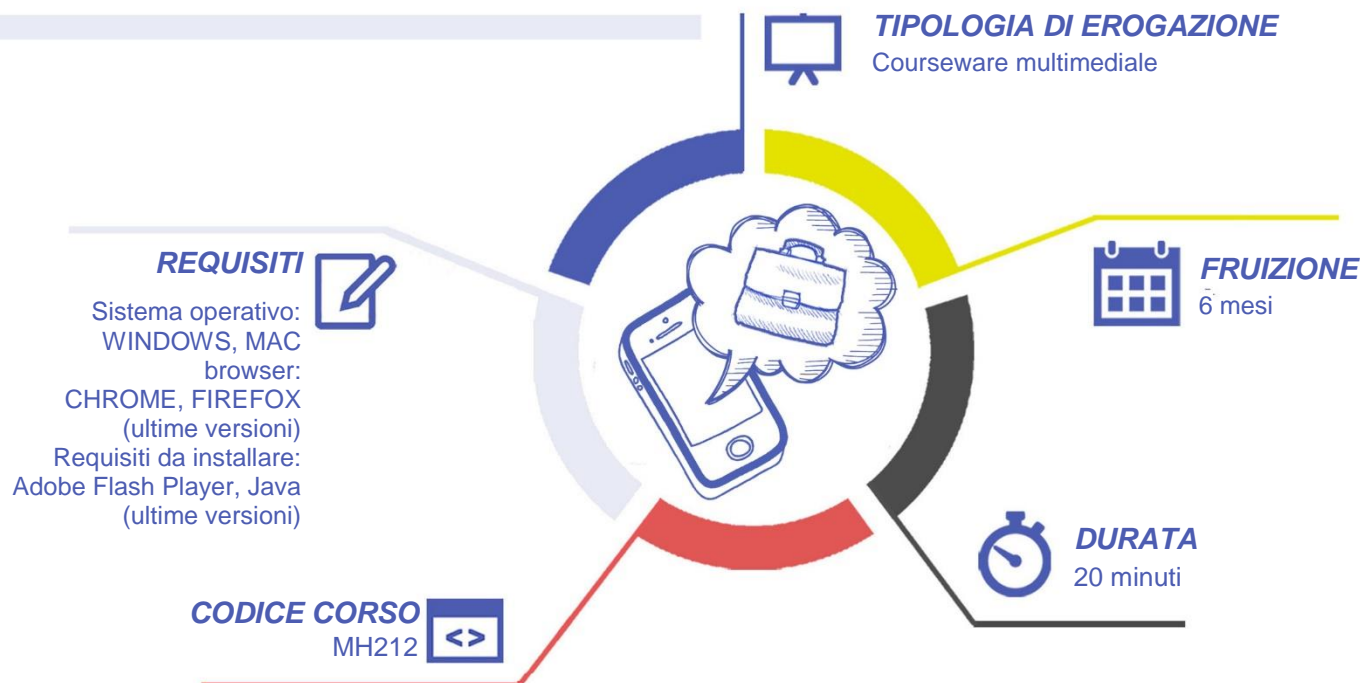 TIPOLOGIA DI EROGAZIONE
Courseware multimediale
REQUISITI
Sistema operativo:
WINDOWS, MAC
browser:
CHROME, FIREFOX
(ultime versioni)
Requisiti da installare:
Adobe Flash Player, Java
(ultime versioni)
FRUIZIONE
6 mesi
DURATA
20 minuti
CODICE CORSO
MH212
<>